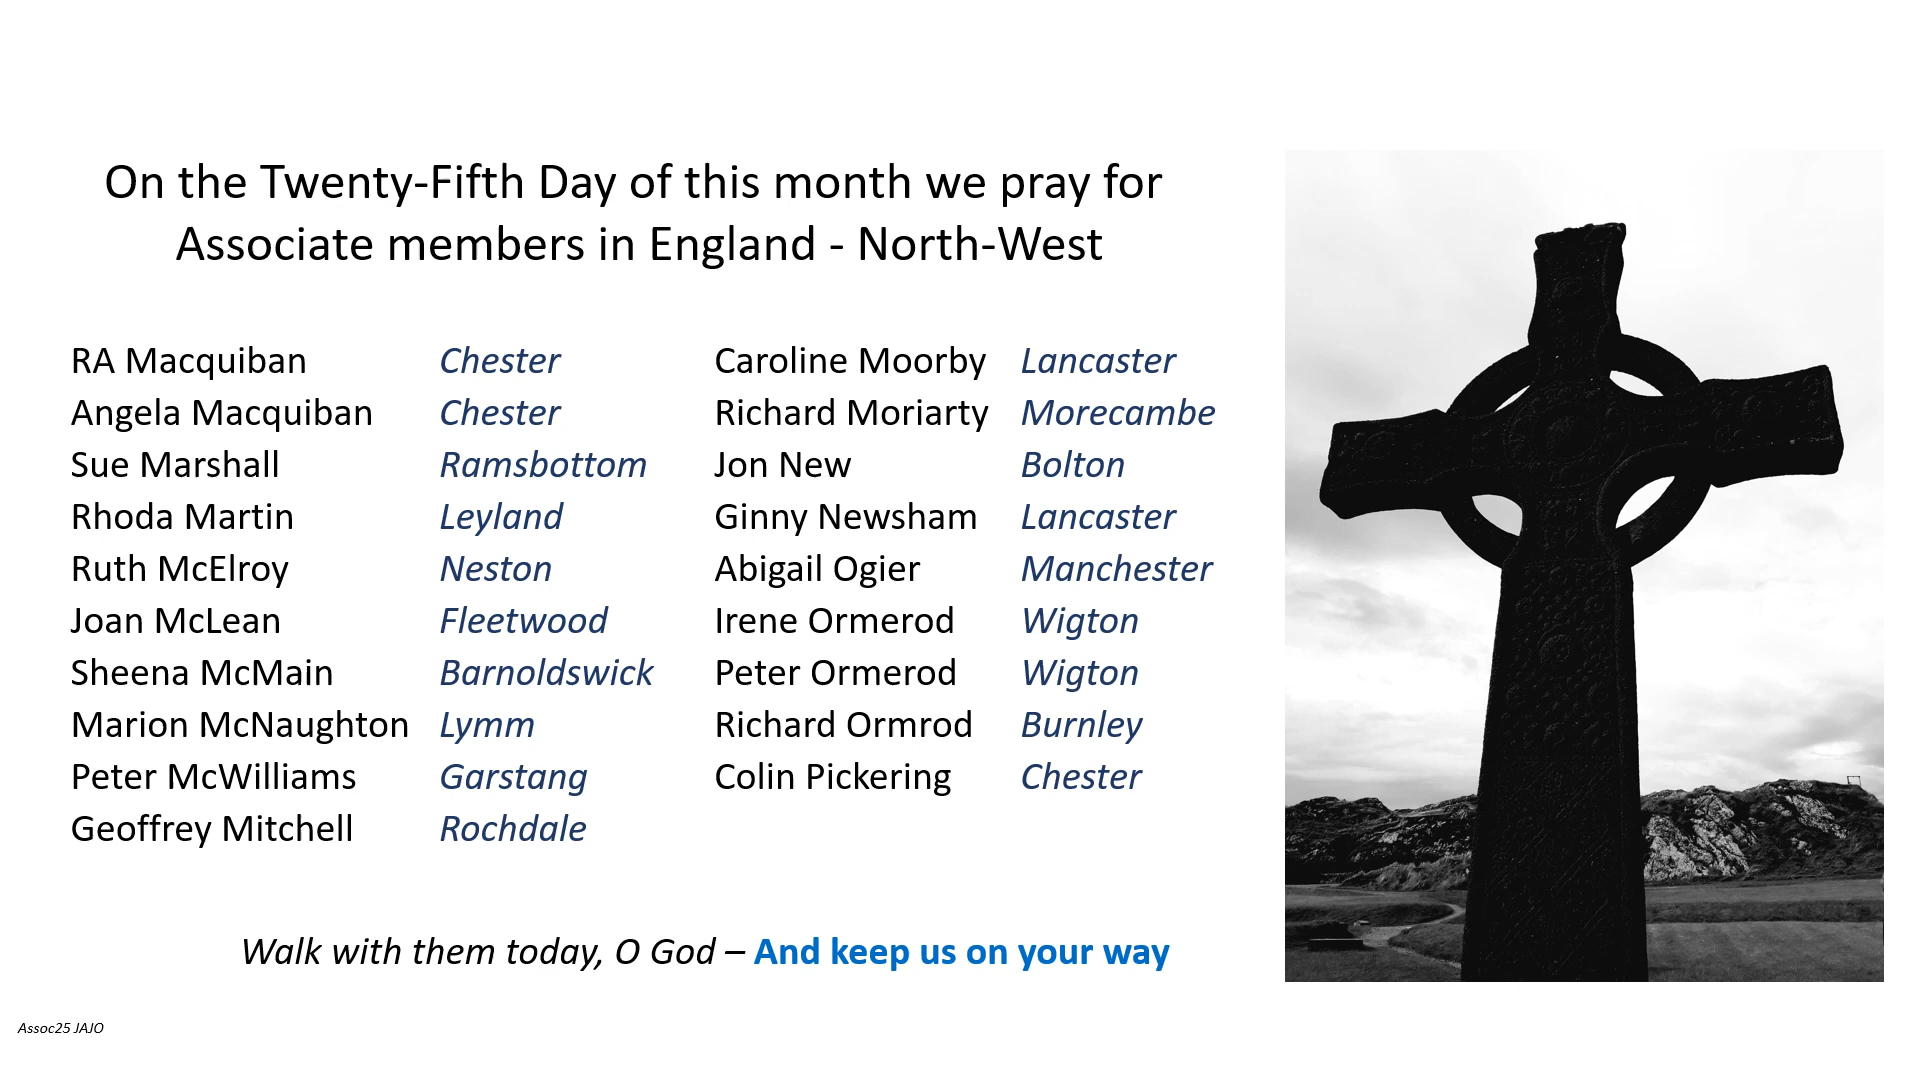 On the Twenty-Fifth Day of this month we pray for
Associate members in England - North-West
RA Macquiban Chester
Angela Macquiban Chester
Sue Marshall Ramsbottom
Rhoda Martin Leyland
Ruth McElroy Neston
Joan McLean Fleetwood
Sheena McMain Barnoldswick
Marion McNaughton Lymm
Peter McWilliams Garstang
Geoffrey Mitchell Rochdale
Caroline Moorby Lancaster
Richard Moriarty Morecambe
Jon New Bolton
Ginny Newsham Lancaster
Abigail Ogier Manchester
Irene Ormerod Wigton
Peter Ormerod Wigton
Richard Ormrod Burnley
Colin Pickering Chester
Walk with them today, O God – And keep us on your way
Assoc25 JAJO